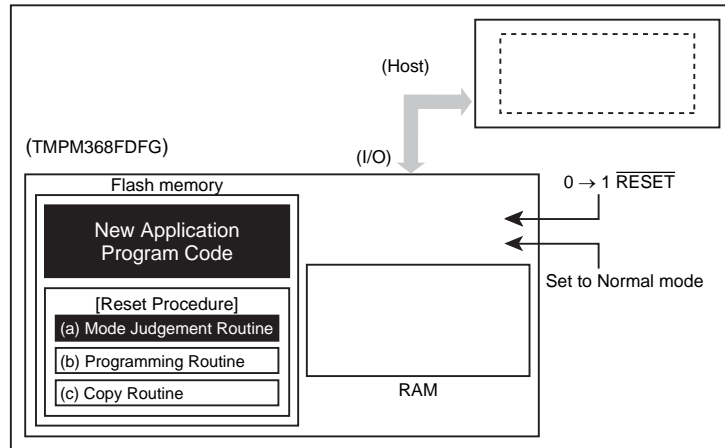 (Host)
(TMPM368FDFG)
(I/O)
Flash memory
0 → 1 RESET
New Application
Program Code
Set to Normal mode
[Reset Procedure]
(a) Mode Judgement Routine
(b) Programming Routine
(c) Copy Routine
RAM